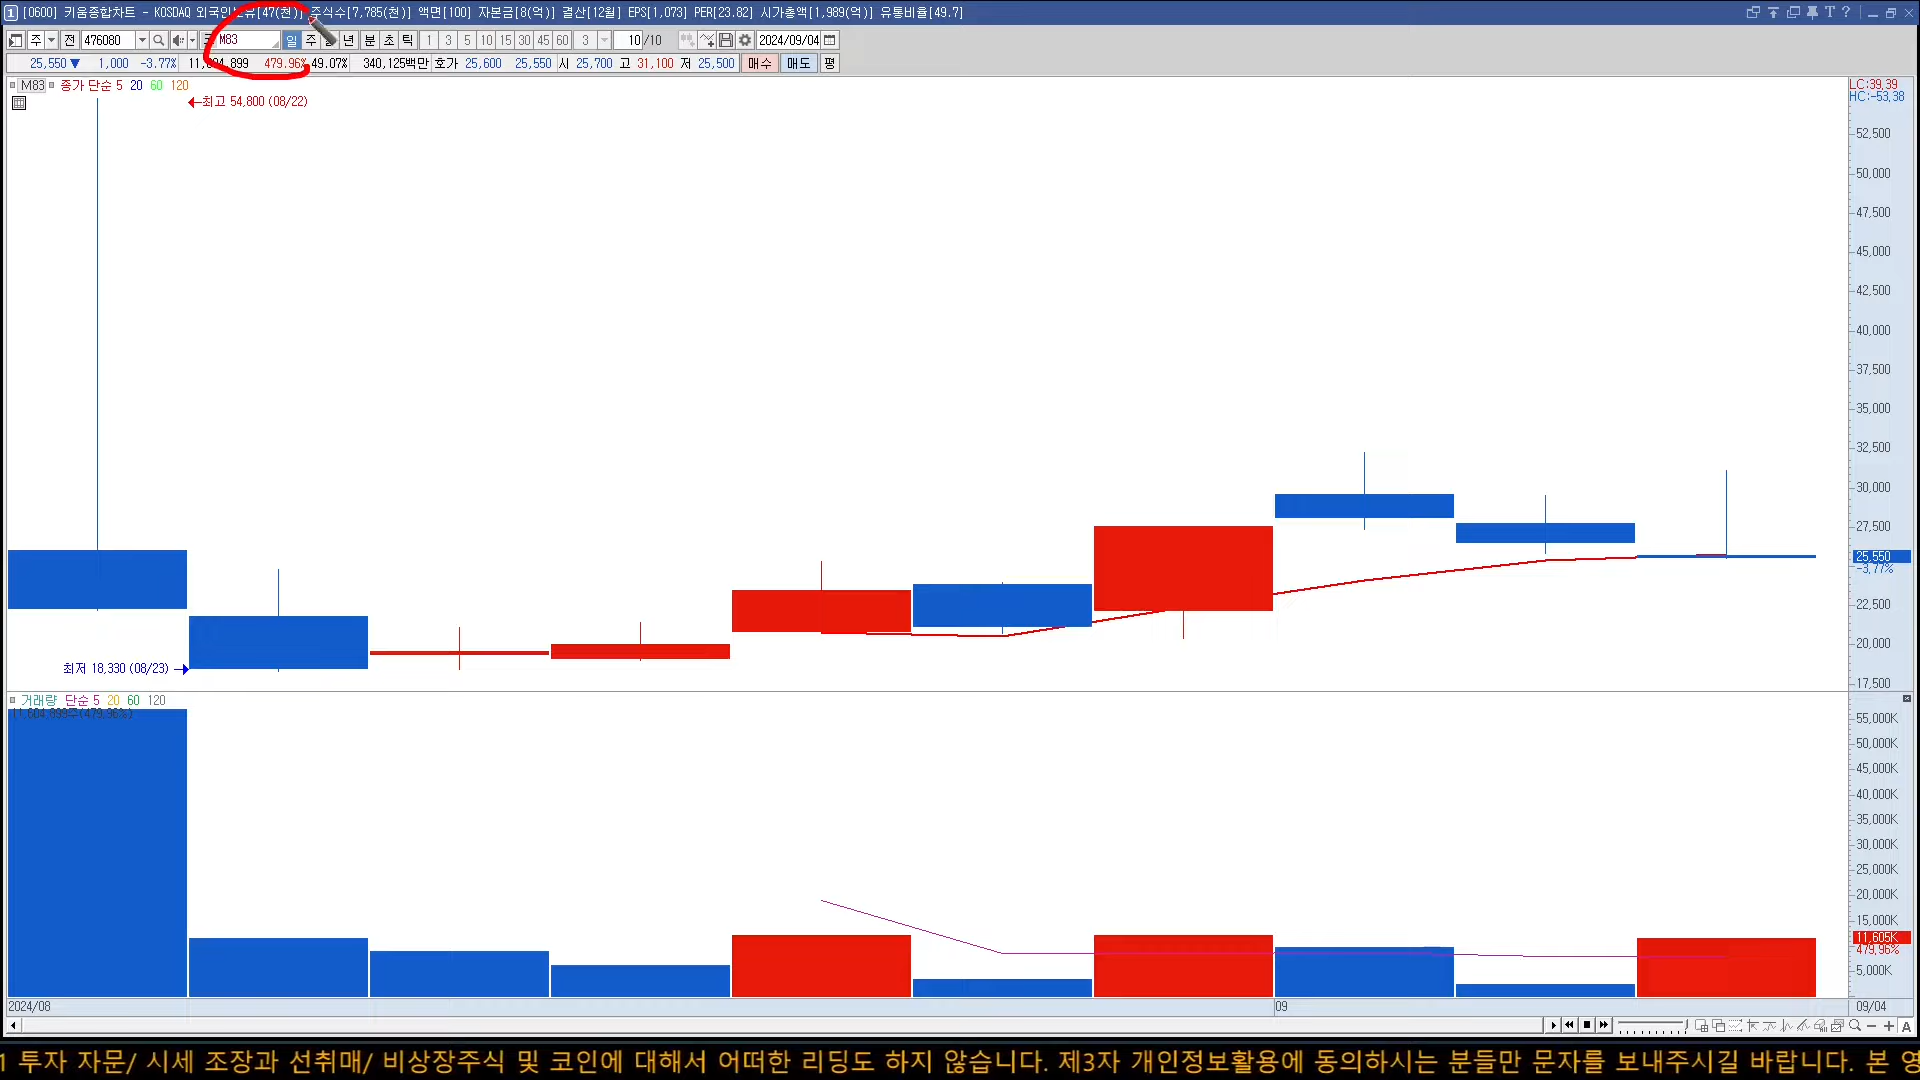 1 [0600] 키움종합차트 - KOSDAQ 외국인보유[47(천)] 주식수[7,785(천)] 액면[100] 자본금[8(억)] 결산[12월] EPS[1,073] PER[23.82] 시가총액[1,989(억)] 유통비율[49.7]
주 전 476080 M83 일 주 년 분 초 틱 1 3 5 10 15 30 45 60 3 10 /10 2024/09/04
25,550 ▼ 1,000 -3.77% 479.96% 49.07% 340,125백만 호가 25,600 25,550 시 25,700 고 31,100 저 25,500 매수 매도 평
M83 종가 단순 5 20 60 120
LC:39.39
HC:-53.38
←최고 54,800 (08/22)
52,500
50,000
47,500
45,000
42,500
40,000
37,500
35,000
32,500
30,000
27,500
25,550
-3.77%
22,500
20,000
최저 18,330 (08/23) →
17,500
거래량 단순 5 20 60 120
55,000K
50,000K
45,000K
40,000K
35,000K
30,000K
25,000K
20,000K
15,000K
11,605K
479.96%
5,000K
2024/08 09 09/04
A
1 투자 자문/ 시세 조장과 선취매/ 비상장주식 및 코인에 대해서 어떠한 리딩도 하지 않습니다. 제3자 개인정보활용에 동의하시는 분들만 문자를 보내주시길 바랍니다. 본 영